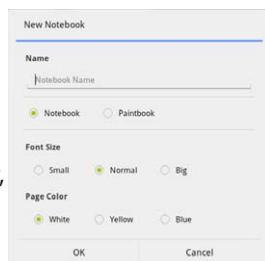 New Notebook
Name
Notebook Name
Notebook Paintbook
Font Size
Small Normal Big
Page Color
White Yellow Blue
OK Cancel